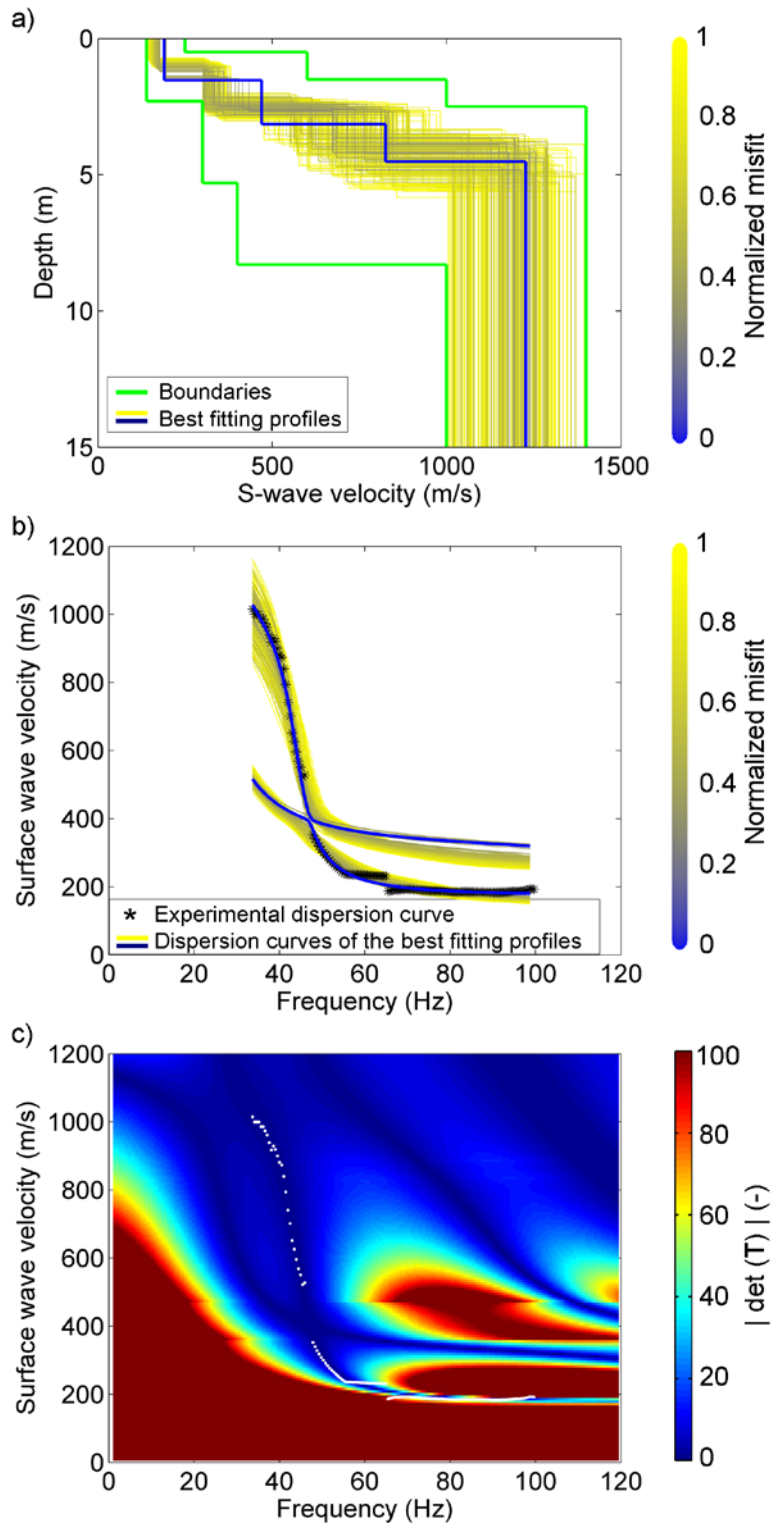 a)
0
5
10
15
Depth (m)
Boundaries
Best fitting profiles
0 500 1000 1500
S-wave velocity (m/s)
1
0.8
0.6
0.4
0.2
0
Normalized misfit
b)
1200
1000
800
600
400
200
0
Surface wave velocity (m/s)
Experimental dispersion curve
Dispersion curves of the best fitting profiles
0 20 40 60 80 100 120
Frequency (Hz)
1
0.8
0.6
0.4
0.2
0
Normalized misfit
c)
1200
1000
800
600
400
200
0
Surface wave velocity (m/s)
0 20 40 60 80 100 120
Frequency (Hz)
100
80
60
40
20
0
| det (T) | (-)